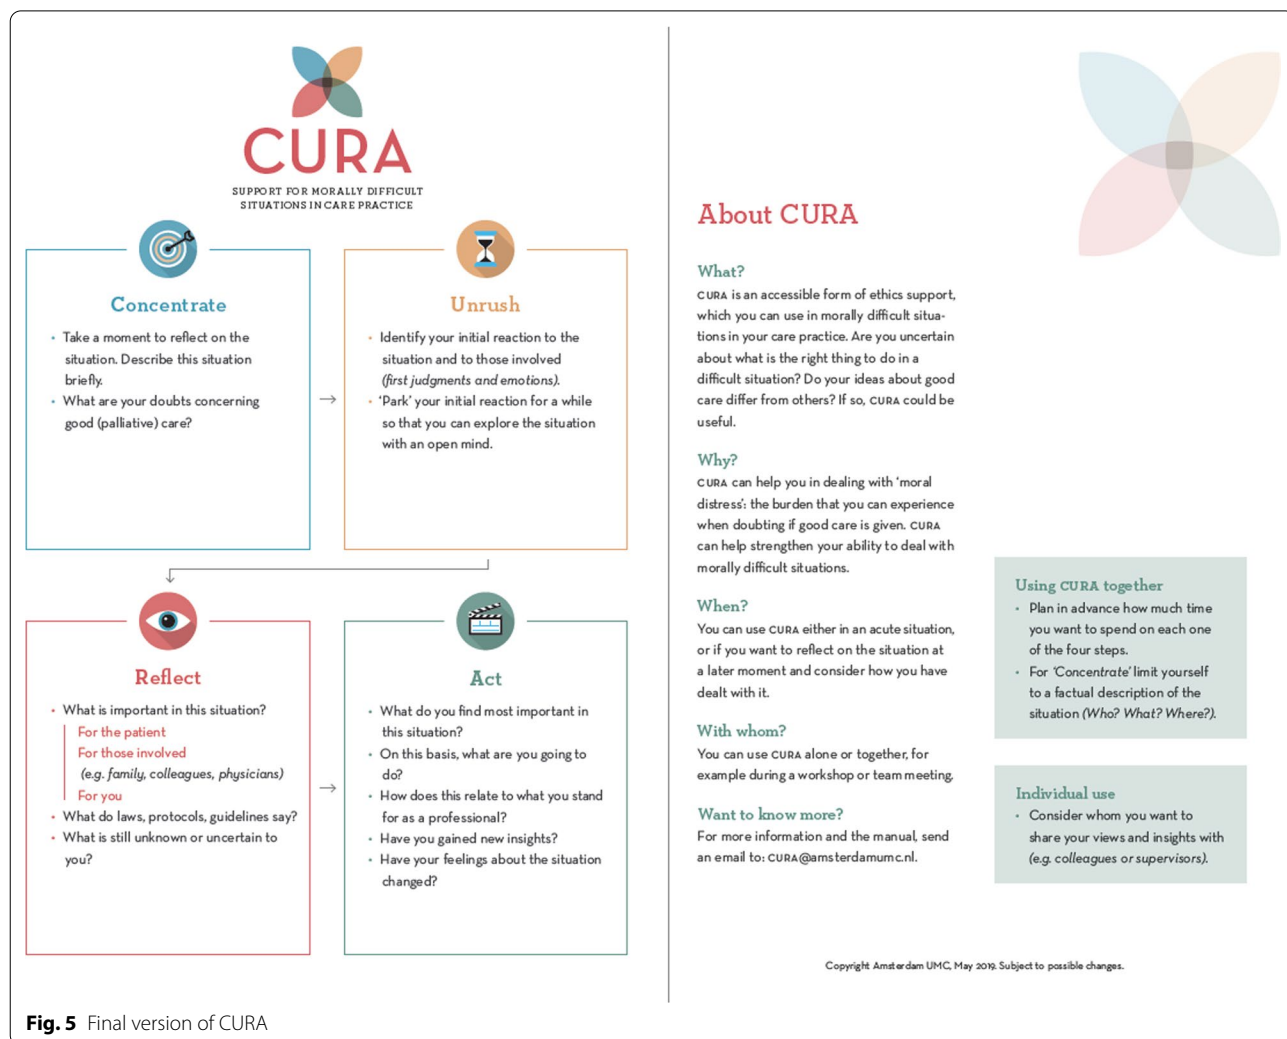 CURA
SUPPORT FOR MORALLY DIFFICULT
SITUATIONS IN CARE PRACTICE
Concentrate
• Take a moment to reflect on the
situation. Describe this situation
briefly.
• What are your doubts concerning
good (palliative) care?
→
Unrush
• Identify your initial reaction to the
situation and to those involved
(first judgments and emotions).
• ‘Park’ your initial reaction for a while
so that you can explore the situation
with an open mind.
Reflect
• What is important in this situation?
For the patient
For those involved
(e.g. family, colleagues, physicians)
For you
• What do laws, protocols, guidelines say?
• What is still unknown or uncertain to
you?
→
Act
• What do you find most important in
this situation?
• On this basis, what are you going to
do?
• How does this relate to what you stand
for as a professional?
• Have you gained new insights?
• Have your feelings about the situation
changed?
About CURA
What?
CURA is an accessible form of ethics support,
which you can use in morally difficult situa-
tions in your care practice. Are you uncertain
about what is the right thing to do in a
difficult situation? Do your ideas about good
care differ from others? If so, CURA could be
useful.
Why?
CURA can help you in dealing with ‘moral
distress’: the burden that you can experience
when doubting if good care is given. CURA
can help strengthen your ability to deal with
morally difficult situations.
When?
You can use CURA either in an acute situation,
or if you want to reflect on the situation at
a later moment and consider how you have
dealt with it.
With whom?
You can use CURA alone or together, for
example during a workshop or team meeting.
Want to know more?
For more information and the manual, send
an email to: CURA@amsterdamumc.nl.
Using CURA together
• Plan in advance how much time
you want to spend on each one
of the four steps.
• For ‘Concentrate’ limit yourself
to a factual description of the
situation (Who? What? Where?).
Individual use
• Consider whom you want to
share your views and insights with
(e.g. colleagues or supervisors).
Copyright Amsterdam UMC, May 2019. Subject to possible changes.
Fig. 5 Final version of CURA